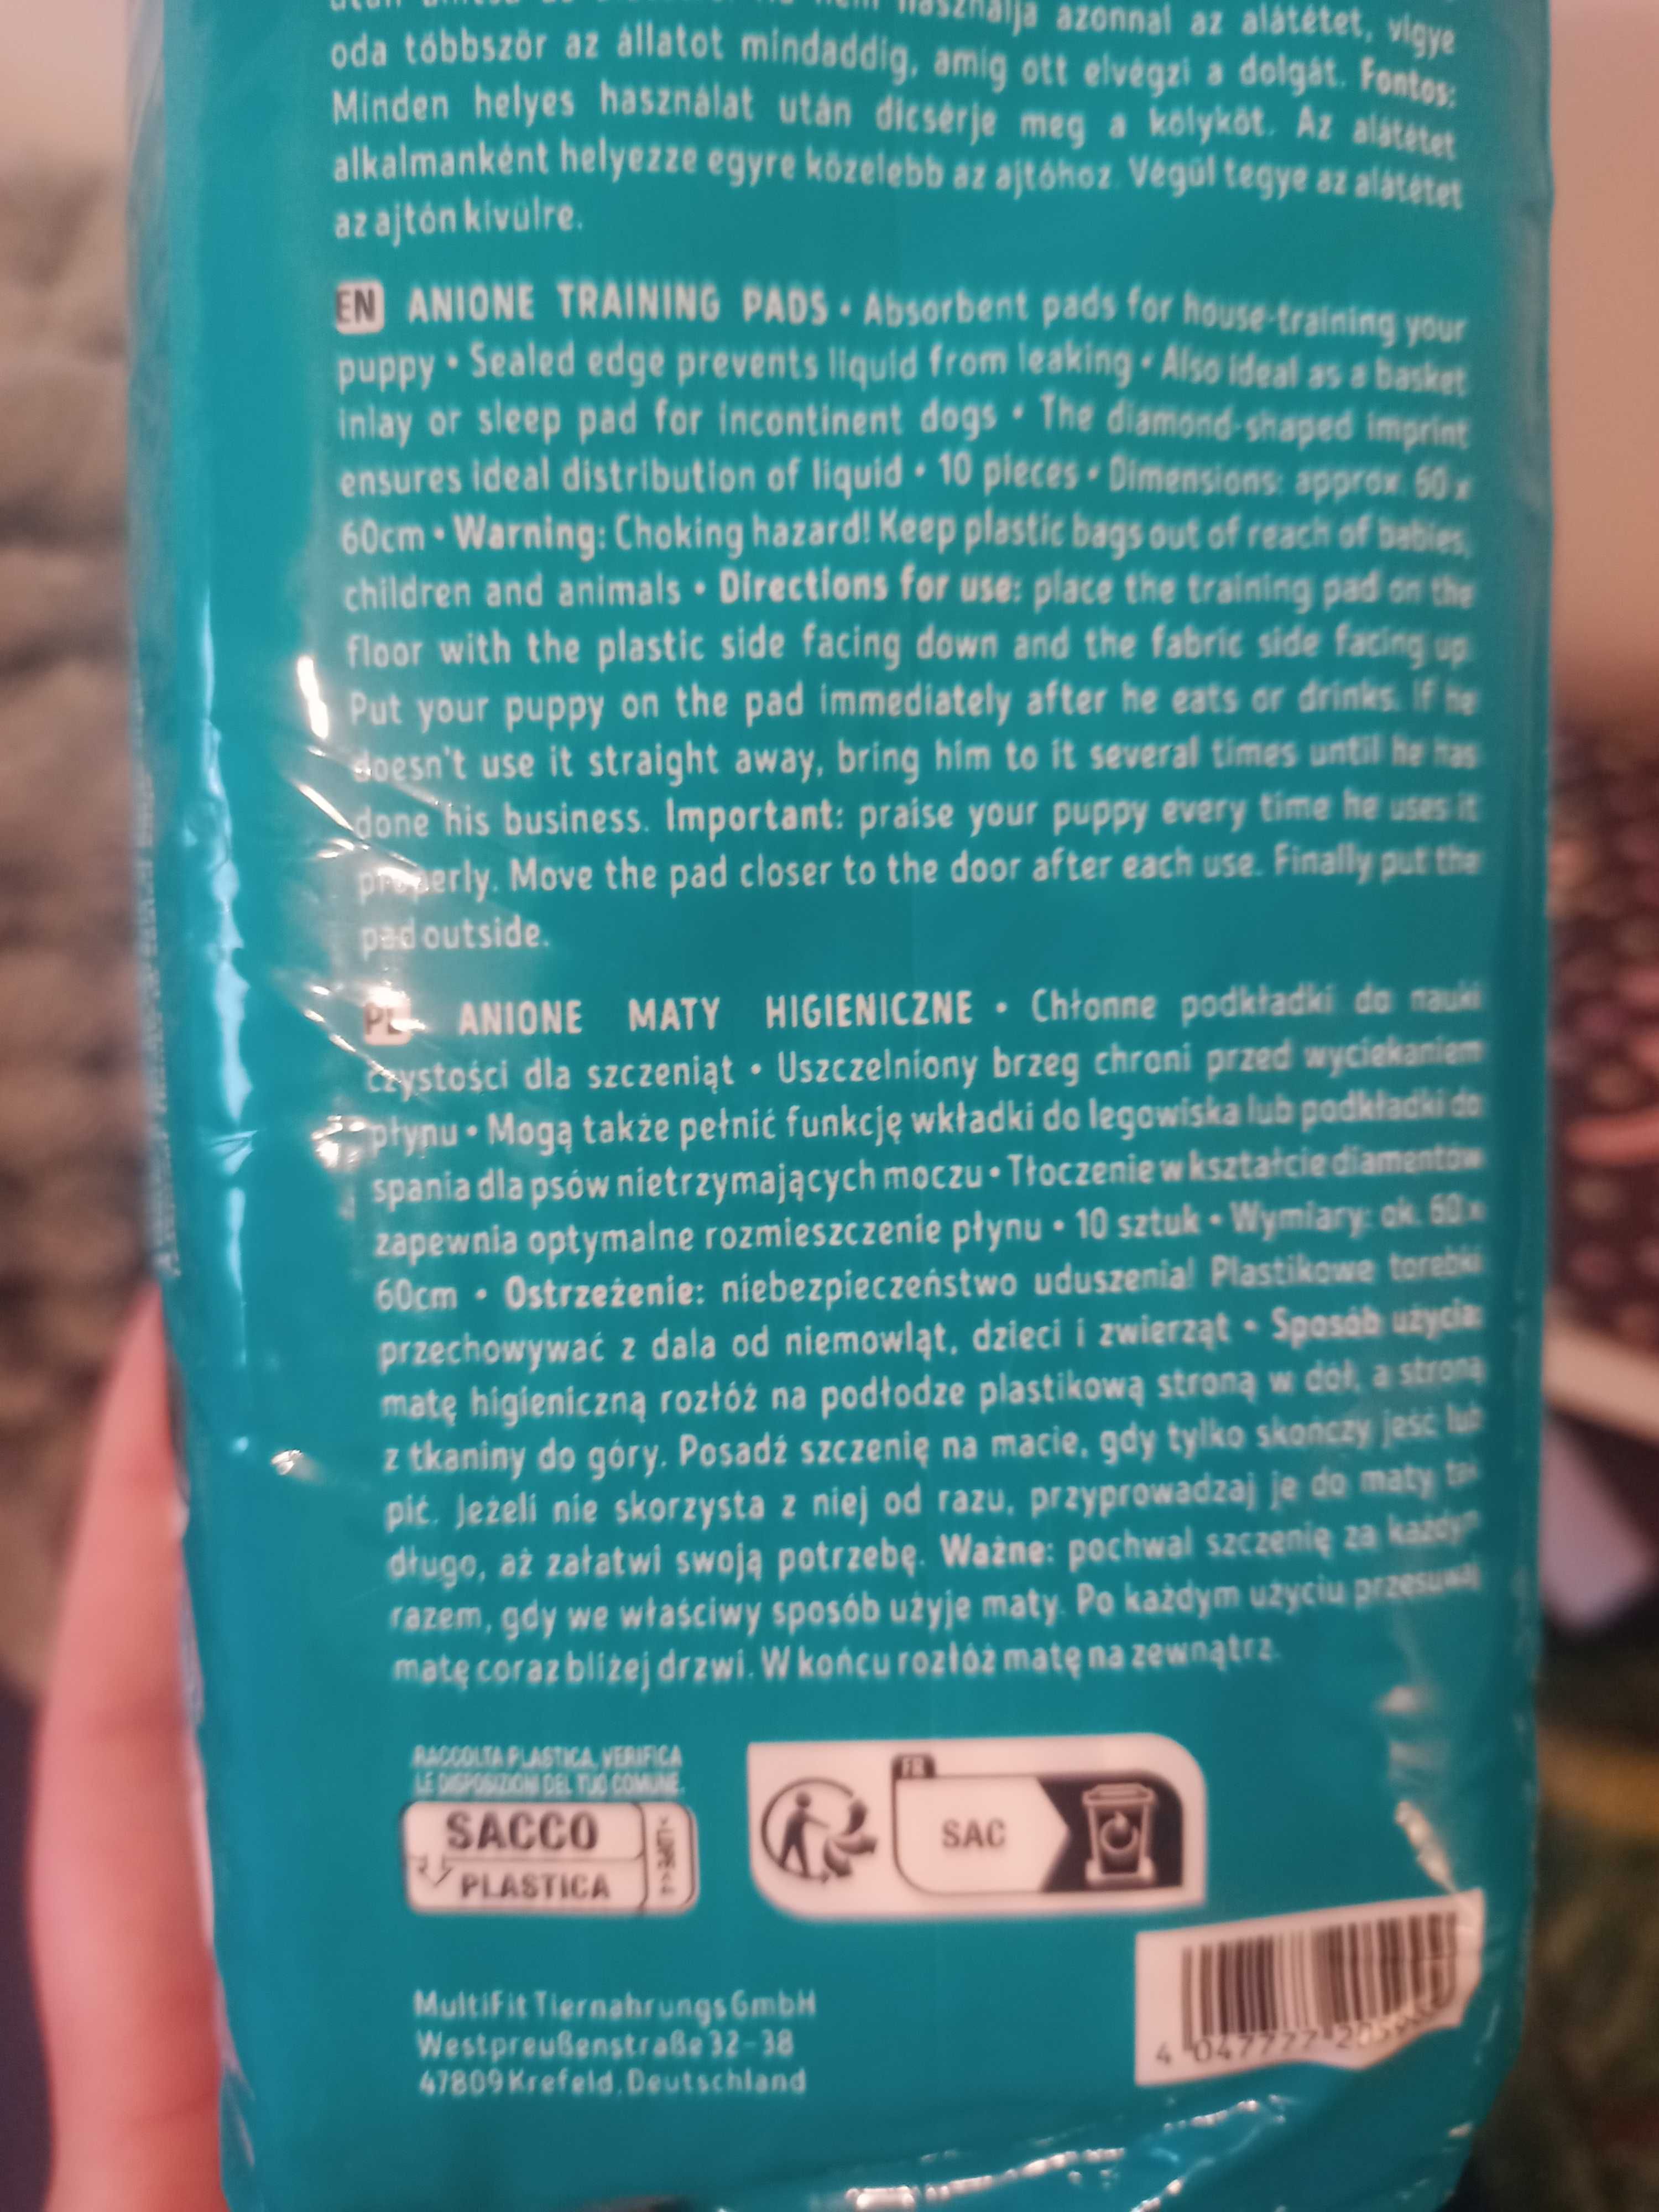 használja azonnal az alátétet, vigye
oda többször az állatot mindaddig, amíg ott elvégzi a dolgát. Fontos:
Minden helyes használat után dicsérje meg a kölyköt. Az alátétet
alkalmanként helyezze egyre közelebb az ajtóhoz. Végül tegye az alátétet
az ajtón kívülre.
EN ANIONE TRAINING PADS • Absorbent pads for house-training your
puppy • Sealed edge prevents liquid from leaking • Also ideal as a basket
inlay or sleep pad for incontinent dogs • The diamond-shaped imprint
ensures ideal distribution of liquid • 10 pieces • Dimensions: approx. 60 x
60cm • Warning: Choking hazard! Keep plastic bags out of reach of babies,
children and animals • Directions for use: place the training pad on the
floor with the plastic side facing down and the fabric side facing up.
Put your puppy on the pad immediately after he eats or drinks. If he
doesn't use it straight away, bring him to it several times until he has
done his business. Important: praise your puppy every time he uses it
properly. Move the pad closer to the door after each use. Finally put the
pad outside.
PL ANIONE MATY HIGIENICZNE • Chłonne podkładki do nauki
czystości dla szczeniąt • Uszczelniony brzeg chroni przed wyciekaniem
płynu • Mogą także pełnić funkcję wkładki do legowiska lub podkładki do
spania dla psów nietrzymających moczu • Tłoczenie w kształcie diamentów
zapewnia optymalne rozmieszczenie płynu • 10 sztuk • Wymiary: ok. 60 x
60cm • Ostrzeżenie: niebezpieczeństwo uduszenia! Plastikowe torebki
przechowywać z dala od niemowląt, dzieci i zwierząt • Sposób użycia:
matę higieniczną rozłóż na podłodze plastikową stroną w dół, a stroną
z tkaniny do góry. Posadź szczenię na macie, gdy tylko skończy jeść lub
pić. Jeżeli nie skorzysta z niej od razu, przyprowadzaj je do maty tak
długo, aż załatwi swoją potrzebę. Ważne: pochwal szczenię za każdym
razem, gdy we właściwy sposób użyje maty. Po każdym użyciu przesuwaj
matę coraz bliżej drzwi. W końcu rozłóż matę na zewnątrz.
RACCOLTA PLASTICA. VERIFICA
LE DISPOSIZIONI DEL TUO COMUNE.
SACCO
PLASTICA
FR
SAC
MultiFit Tiernahrungs GmbH
Westpreußenstraße 32-38
47809 Krefeld, Deutschland
4 047777